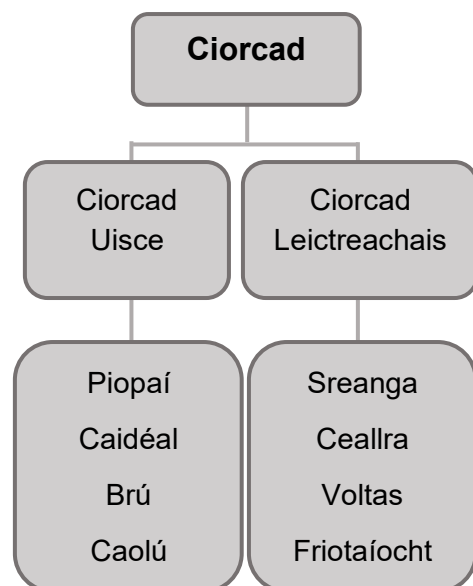 Ciorcad
Ciorcad
Uisce
Ciorcad
Leictreachais
Piopaí
Caidéal
Brú
Caolú
Sreanga
Ceallra
Voltas
Friotaíocht